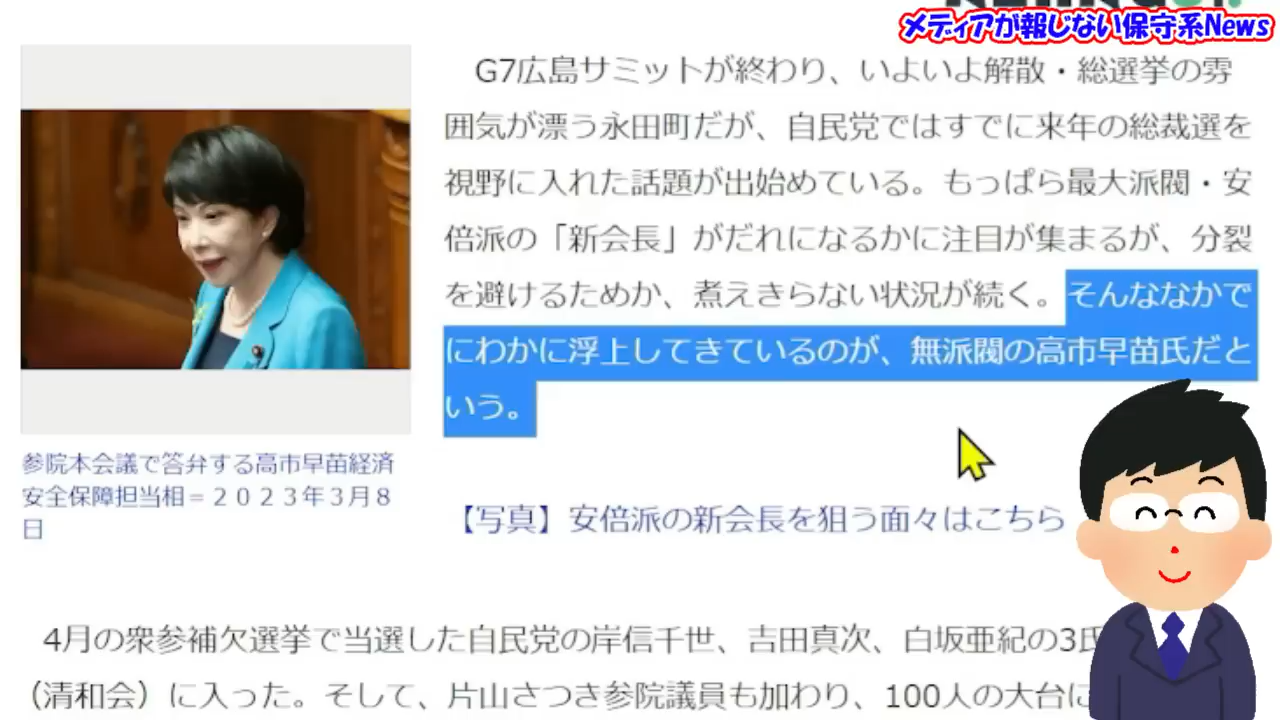 メディアが報じない保守系News
G7広島サミットが終わり、いよいよ解散・総選挙の雰
囲気が漂う永田町だが、自民党ではすでに来年の総裁選を
視野に入れた話題が出始めている。もっぱら最大派閥・安
倍派の「新会長」がだれになるかに注目が集まるが、分裂
を避けるためか、煮えきらない状況が続く。そんななかで
にわかに浮上してきているのが、無派閥の高市早苗氏だと
いう。
参院本会議で答弁する高市早苗経済
安全保障担当相＝２０２３年３月８
日
【写真】安倍派の新会長を狙う面々はこちら
4月の衆参補欠選挙で当選した自民党の岸信千世、吉田真次、白坂亜紀の3氏
（清和会）に入った。そして、片山さつき参院議員も加わり、100人の大台に